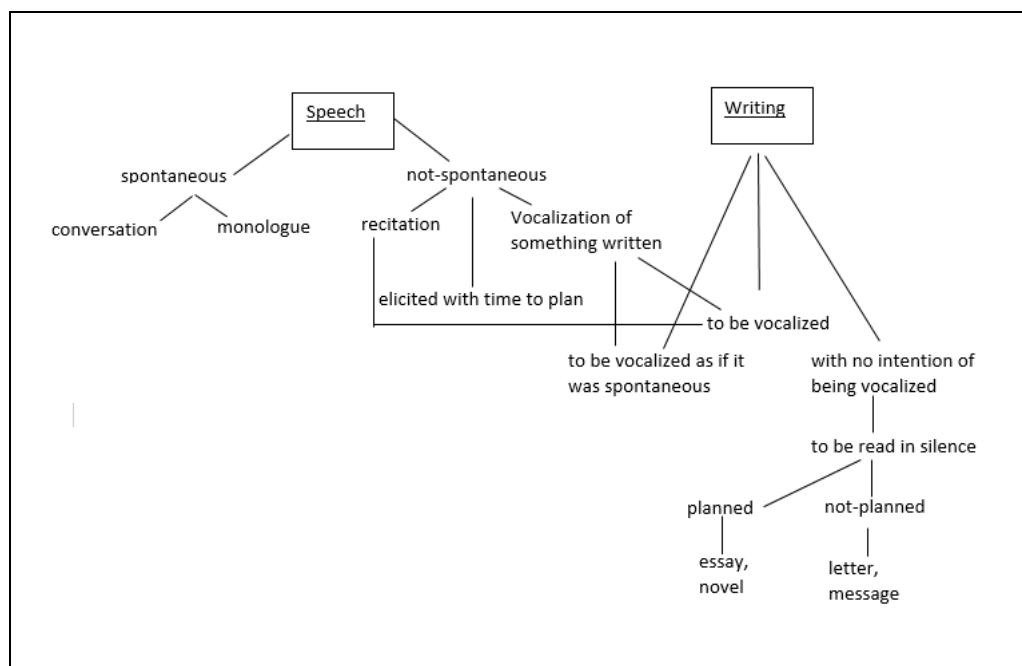 Speech
Writing
spontaneous
not-spontaneous
conversation
monologue
recitation
Vocalization of
something written
elicited with time to plan
to be vocalized
to be vocalized as if it
was spontaneous
with no intention of
being vocalized
to be read in silence
planned
not-planned
essay,
novel
letter,
message